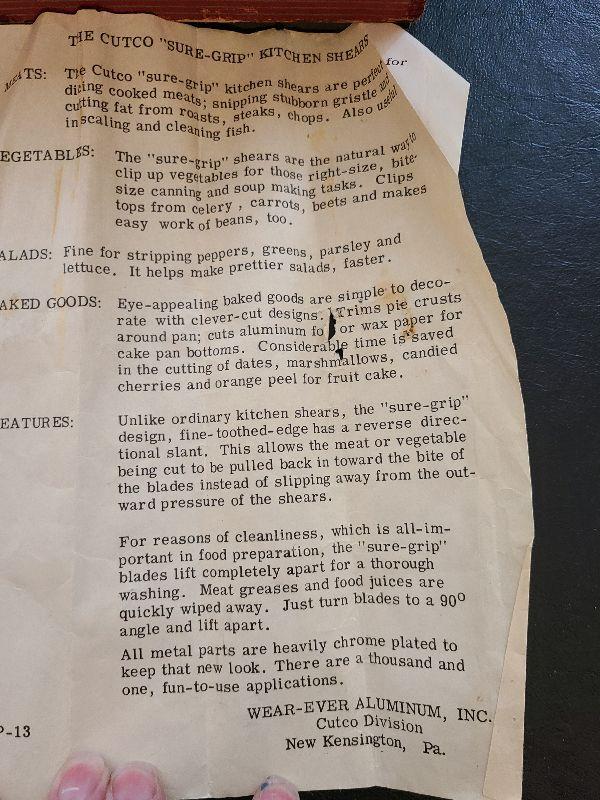 THE CUTCO "SURE-GRIP" KITCHEN SHEARS
MEATS: The Cutco "sure-grip" kitchen shears are perfect for
dicing cooked meats; snipping stubborn gristle and
cutting fat from roasts, steaks, chops. Also useful
in scaling and cleaning fish.
EGETABLES: The "sure-grip" shears are the natural way to
clip up vegetables for those right-size, bite-
size canning and soup making tasks. Clips
tops from celery , carrots, beets and makes
easy work of beans, too.
ALADS: Fine for stripping peppers, greens, parsley and
lettuce. It helps make prettier salads, faster.
AKED GOODS: Eye-appealing baked goods are simple to deco-
rate with clever-cut designs. Trims pie crusts
around pan; cuts aluminum fo or wax paper for
cake pan bottoms. Considerable time is saved
in the cutting of dates, marshmallows, candied
cherries and orange peel for fruit cake.
EATURES: Unlike ordinary kitchen shears, the "sure-grip"
design, fine-toothed-edge has a reverse direc-
tional slant. This allows the meat or vegetable
being cut to be pulled back in toward the bite of
the blades instead of slipping away from the out-
ward pressure of the shears.
For reasons of cleanliness, which is all-im-
portant in food preparation, the "sure-grip"
blades lift completely apart for a thorough
washing. Meat greases and food juices are
quickly wiped away. Just turn blades to a 90°
angle and lift apart.
All metal parts are heavily chrome plated to
keep that new look. There are a thousand and
one, fun-to-use applications.
WEAR-EVER ALUMINUM, INC.
Cutco Division
New Kensington, Pa.
P-13